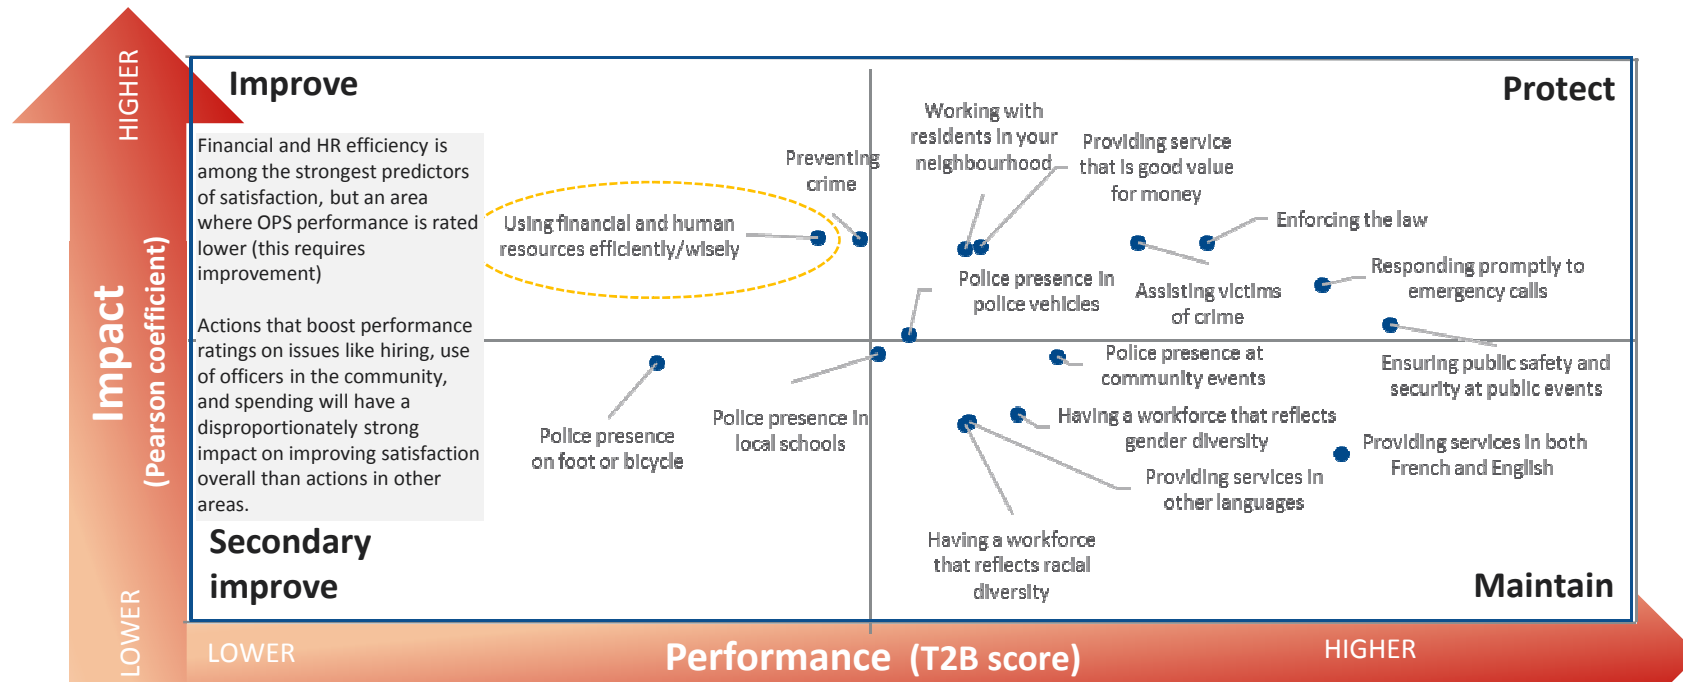 HIGHER
Impact
(Pearson coefficient)
LOWER
Improve
Financial and HR efficiency is
among the strongest predictors
of satisfaction, but an area
where OPS performance is rated
lower (this requires
improvement)
Actions that boost performance
ratings on issues like hiring, use
of officers in the community,
and spending will have a
disproportionately strong
impact on improving satisfaction
overall than actions in other
areas.
Using financial and human
resources efficiently/wisely
Preventing
crime
Protect
Working with
residents in your
neighbourhood
Providing service
that is good value
for money
Enforcing the law
Police presence in
police vehicles
Assisting victims
of crime
Responding promptly to
emergency calls
Ensuring public safety and
security at public events
Secondary
improve
Police presence
on foot or bicycle
Police presence in
local schools
Police presence at
community events
Having a workforce that reflects
gender diversity
Providing services in both
French and English
Providing services in
other languages
Having a workforce
that reflects racial
diversity
Maintain
LOWER
Performance (T2B score)
HIGHER